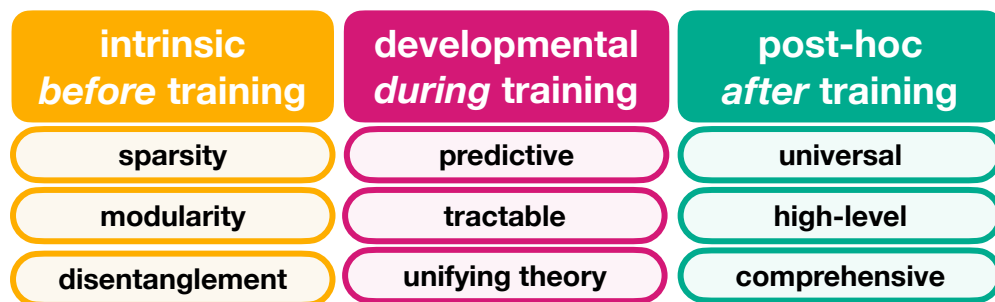 intrinsic
before training
sparsity
modularity
disentanglement
developmental
during training
predictive
tractable
unifying theory
post-hoc
after training
universal
high-level
comprehensive